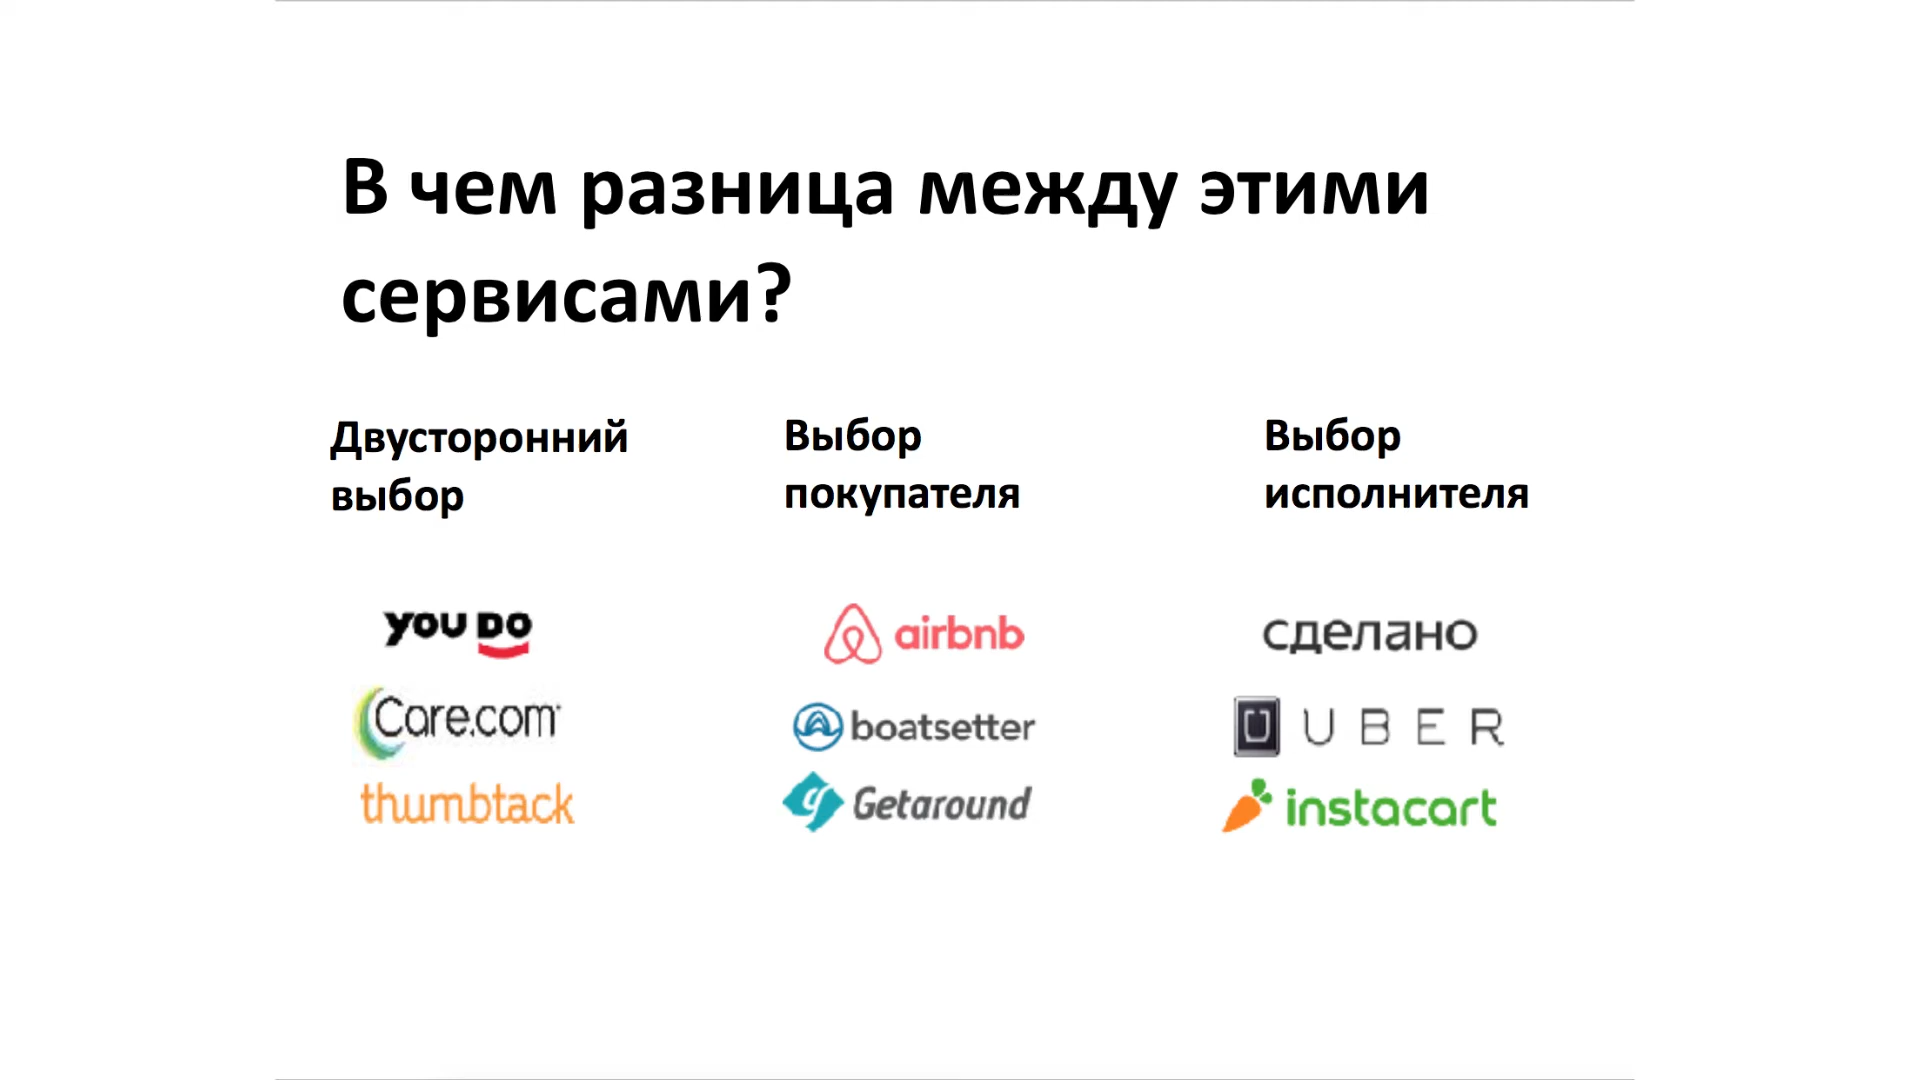 В чем разница между этими
сервисами?
Двусторонний
выбор
Выбор
покупателя
Выбор
исполнителя
YOU DO
Care.com
thumbtack
airbnb
boatsetter
Getaround
сделано
U UBER
instacart